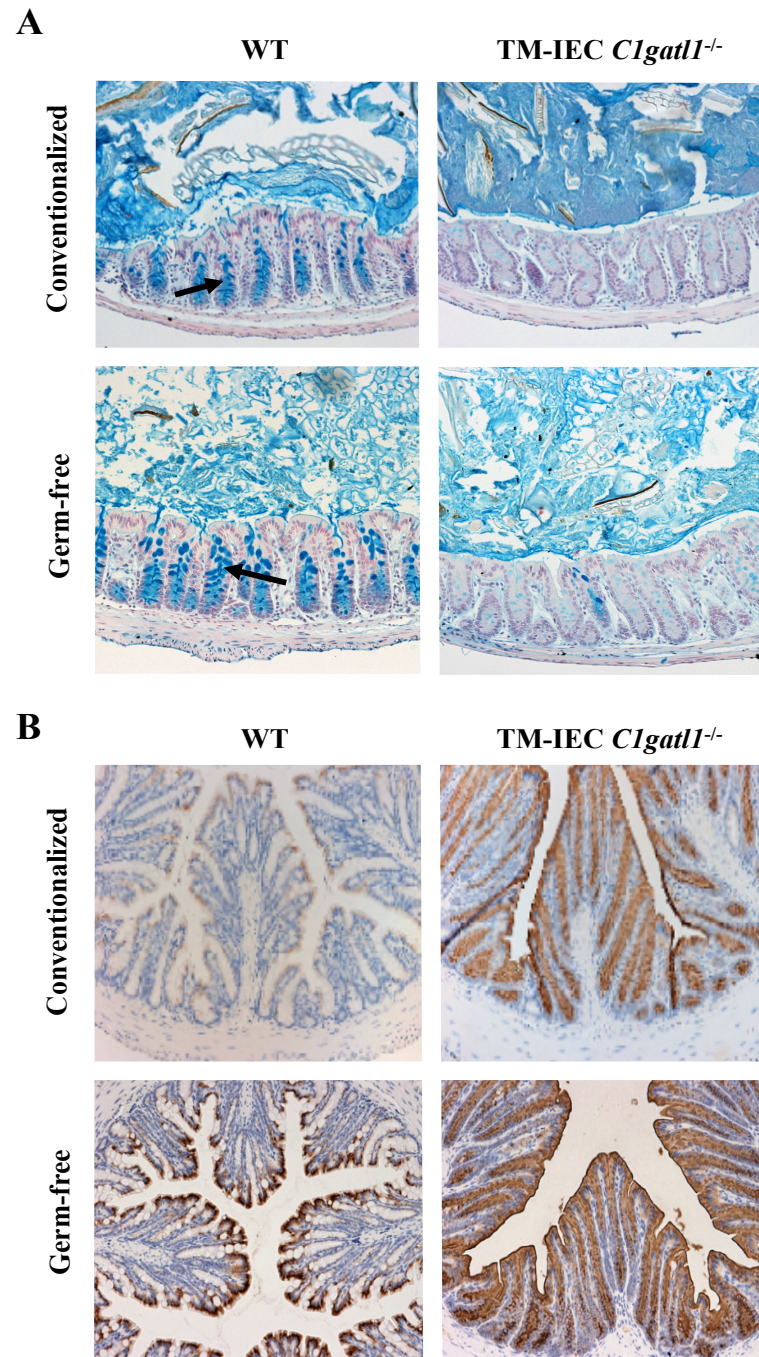 A
WT TM-IEC C1gatl1-/-
Conventionalized
Germ-free
B
WT TM-IEC C1gatl1-/-
Conventionalized
Germ-free